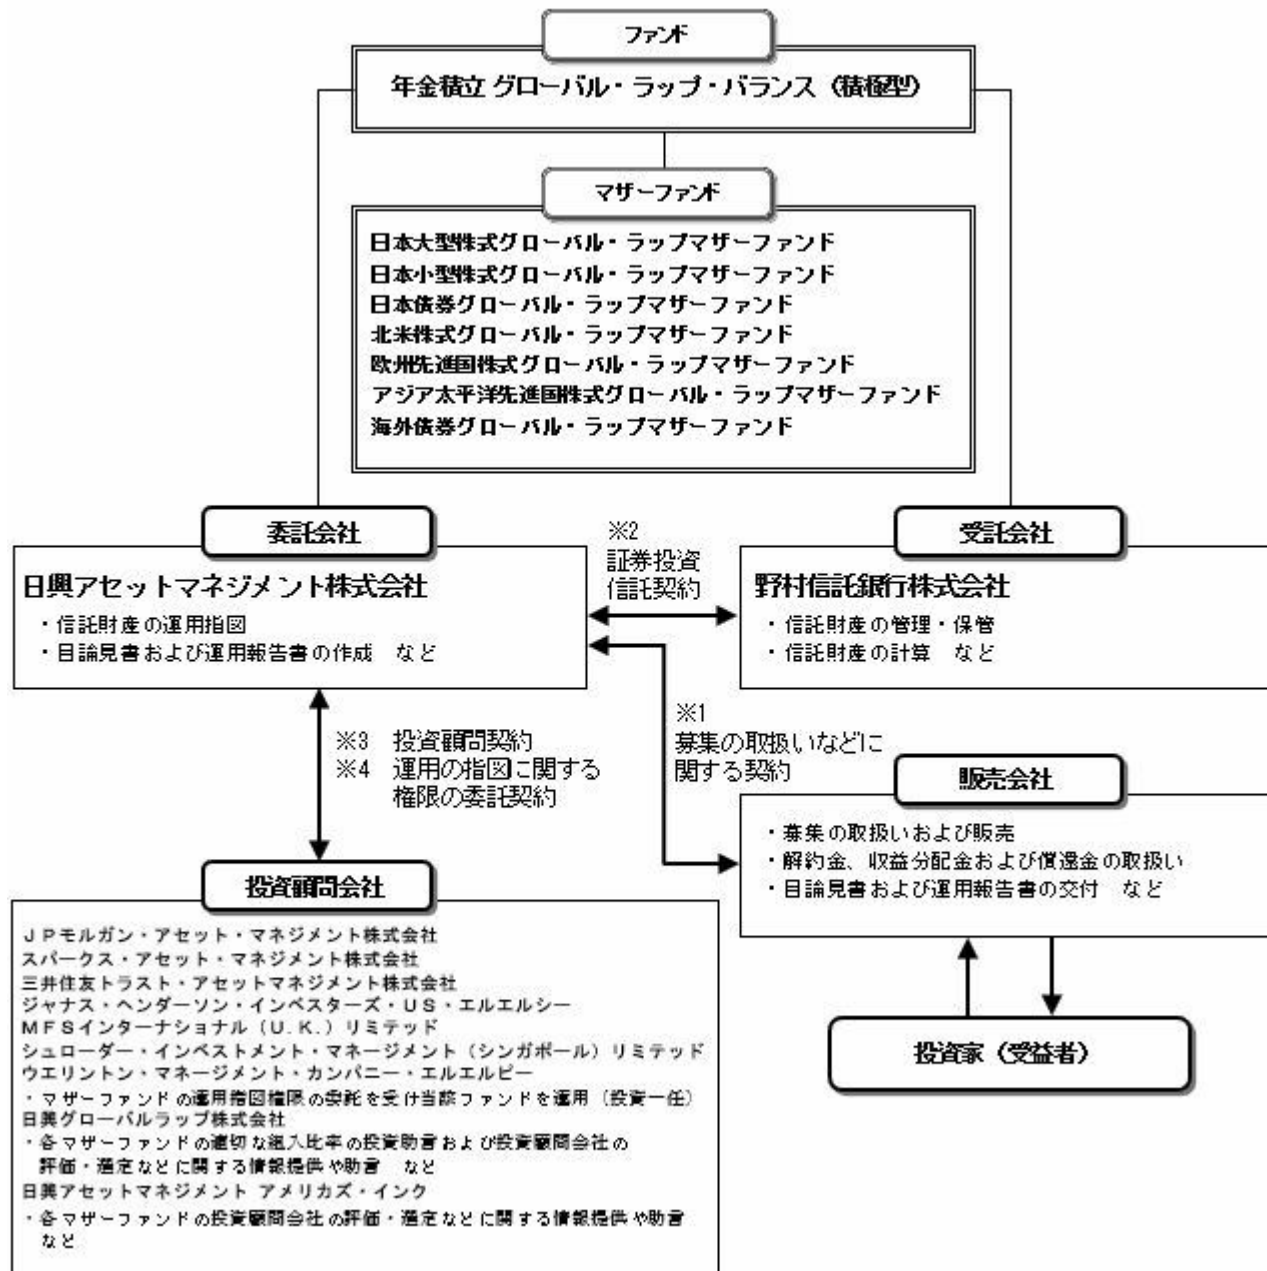 ファンド
年金積立 グローバル・ラップ・バランス（積極型）
マザーファンド
日本大型株式グローバル・ラップマザーファンド
日本小型株式グローバル・ラップマザーファンド
日本債券グローバル・ラップマザーファンド
北米株式グローバル・ラップマザーファンド
欧州先進国株式グローバル・ラップマザーファンド
アジア太平洋先進国株式グローバル・ラップマザーファンド
海外債券グローバル・ラップマザーファンド
委託会社
日興アセットマネジメント株式会社
・信託財産の運用指図
・目論見書および運用報告書の作成　など
※2
証券投資
信託契約
受託会社
野村信託銀行株式会社
・信託財産の管理・保管
・信託財産の計算　など
※3　投資顧問契約
※4　運用の指図に関する
権限の委託契約
※1
募集の取扱いなどに
関する契約
販売会社
・募集の取扱いおよび販売
・解約金、収益分配金および償還金の取扱い
・目論見書および運用報告書の交付　など
投資家（受益者）
投資顧問会社
ＪＰモルガン・アセット・マネジメント株式会社
スパークス・アセット・マネジメント株式会社
三井住友トラスト・アセットマネジメント株式会社
ジャナス・ヘンダーソン・インベスターズ・ＵＳ・エルエルシー
ＭＦＳインターナショナル（Ｕ.Ｋ.）リミテッド
シュローダー・インベストメント・マネージメント（シンガポール）リミテッド
ウエリントン・マネージメント・カンパニー・エルエルピー
・マザーファンドの運用指図権限の委託を受け当該ファンドを運用（投資一任）
日興グローバルラップ株式会社
・各マザーファンドの適切な組入比率の投資助言および投資顧問会社の
評価・選定などに関する情報提供や助言　など
日興アセットマネジメント アメリカズ・インク
・各マザーファンドの投資顧問会社の評価・選定などに関する情報提供や助言
など